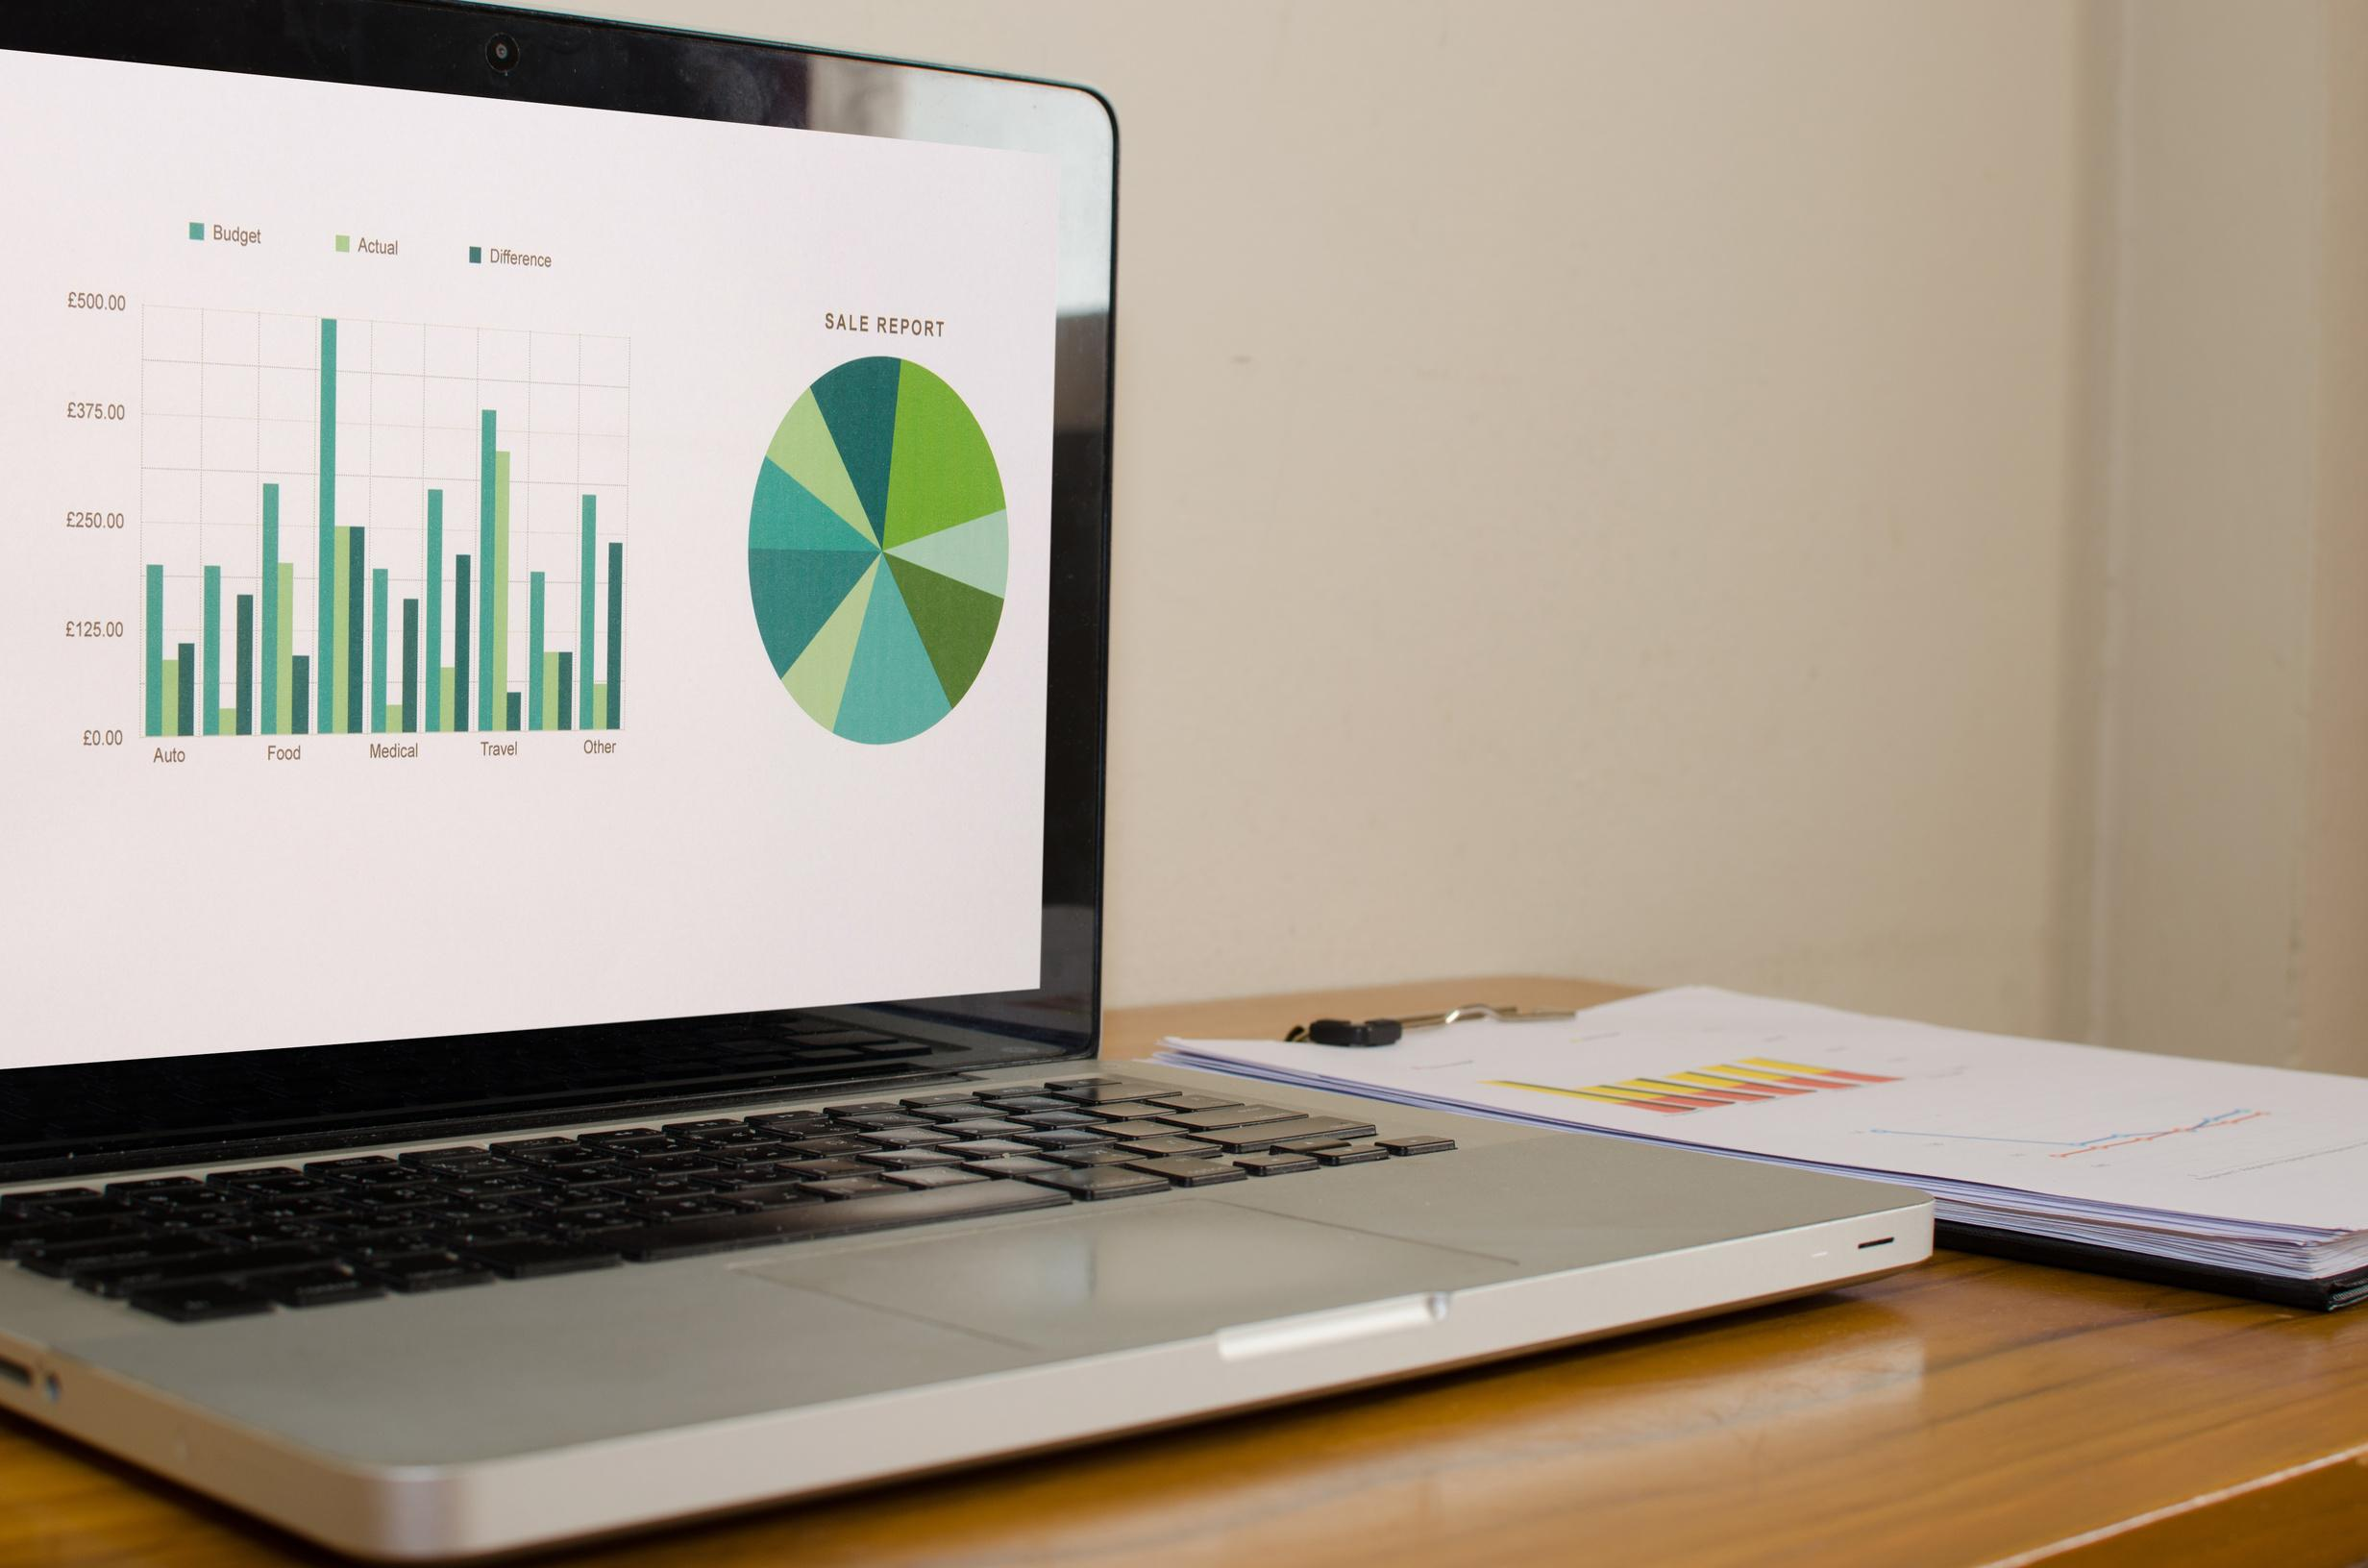 Budget
Actual
Difference
£500.00
£375.00
£250.00
£125.00
£0.00
Auto
Food
Medical
Travel
Other
SALE REPORT